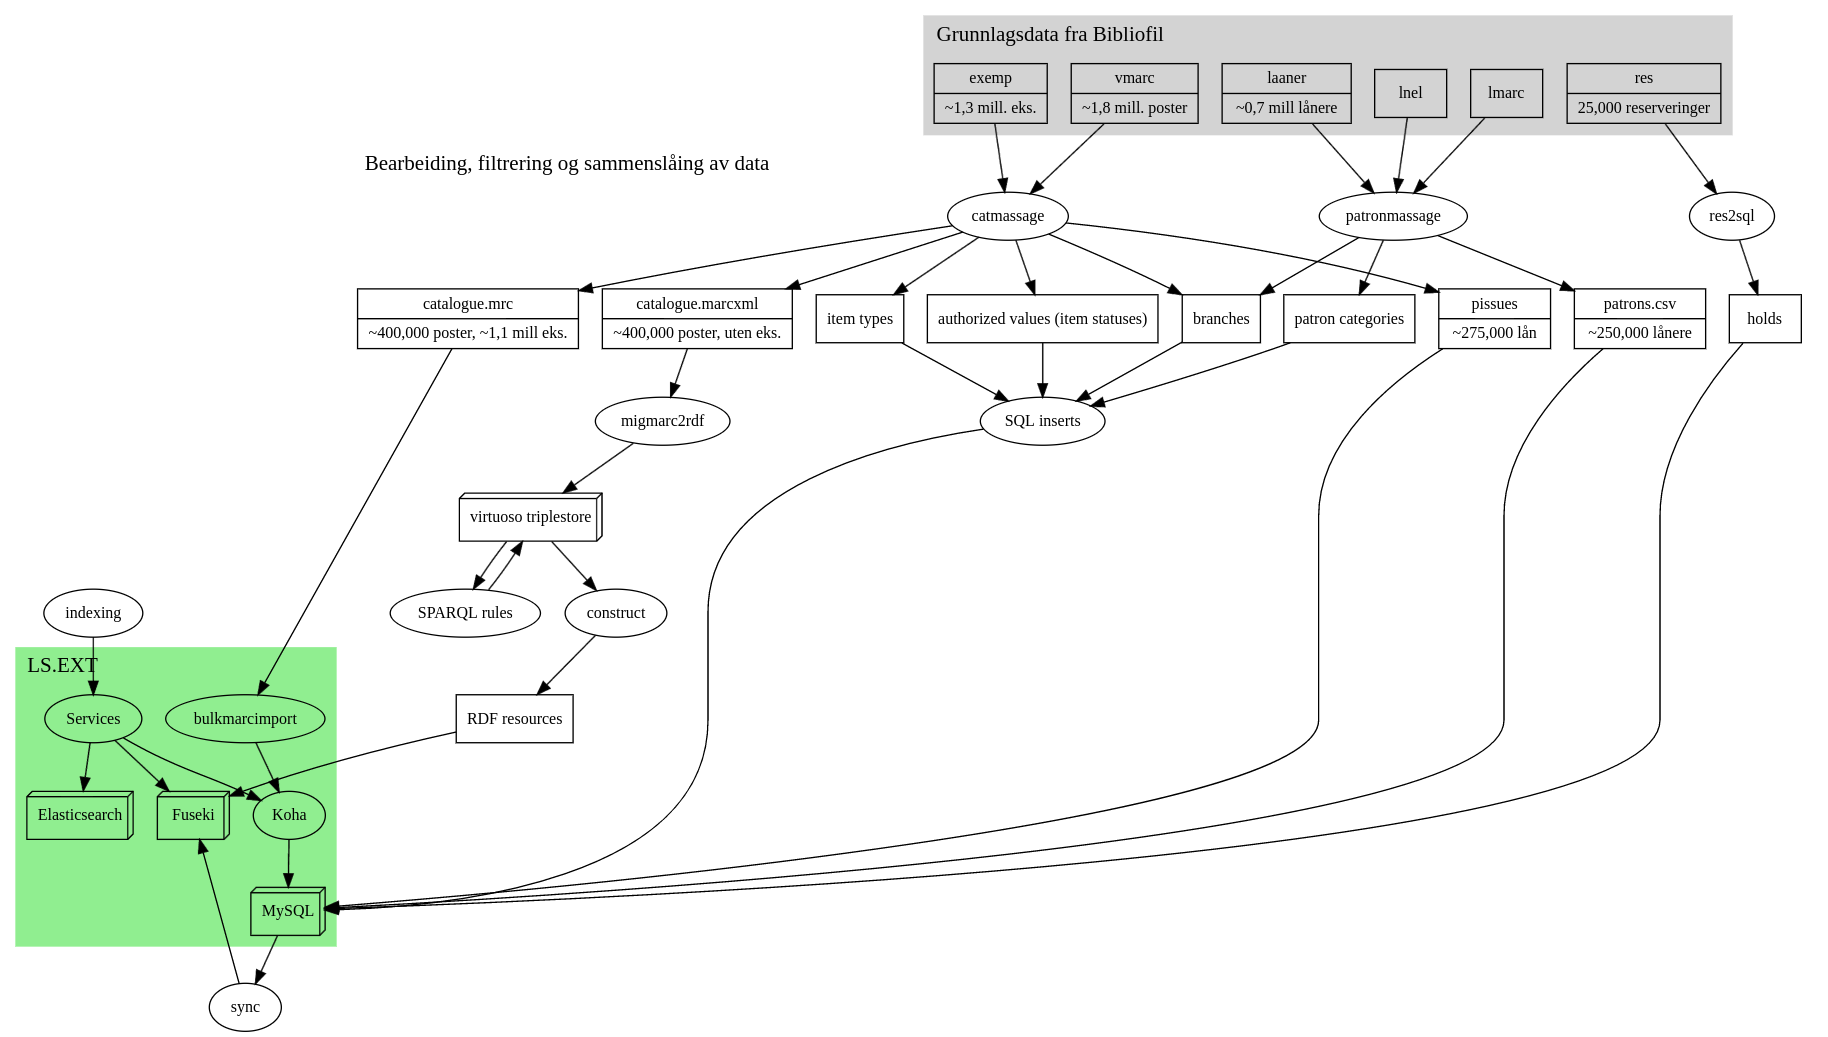 Grunnlagsdata fra Bibliofil
exemp
~1,3 mill. eks.
vmarc
~1,8 mill. poster
laaner
~0,7 mill lånere
lnel
lmarc
res
25,000 reserveringer
Bearbeiding, filtrering og sammenslåing av data
catmassage
patronmassage
res2sql
catalogue.mrc
~400,000 poster, ~1,1 mill eks.
catalogue.marcxml
~400,000 poster, uten eks.
item types
authorized values (item statuses)
branches
patron categories
pissues
~275,000 lån
patrons.csv
~250,000 lånere
holds
migmarc2rdf
SQL inserts
virtuoso triplestore
indexing
SPARQL rules
construct
LS.EXT
Services
bulkmarcimport
RDF resources
Elasticsearch
Fuseki
Koha
MySQL
sync